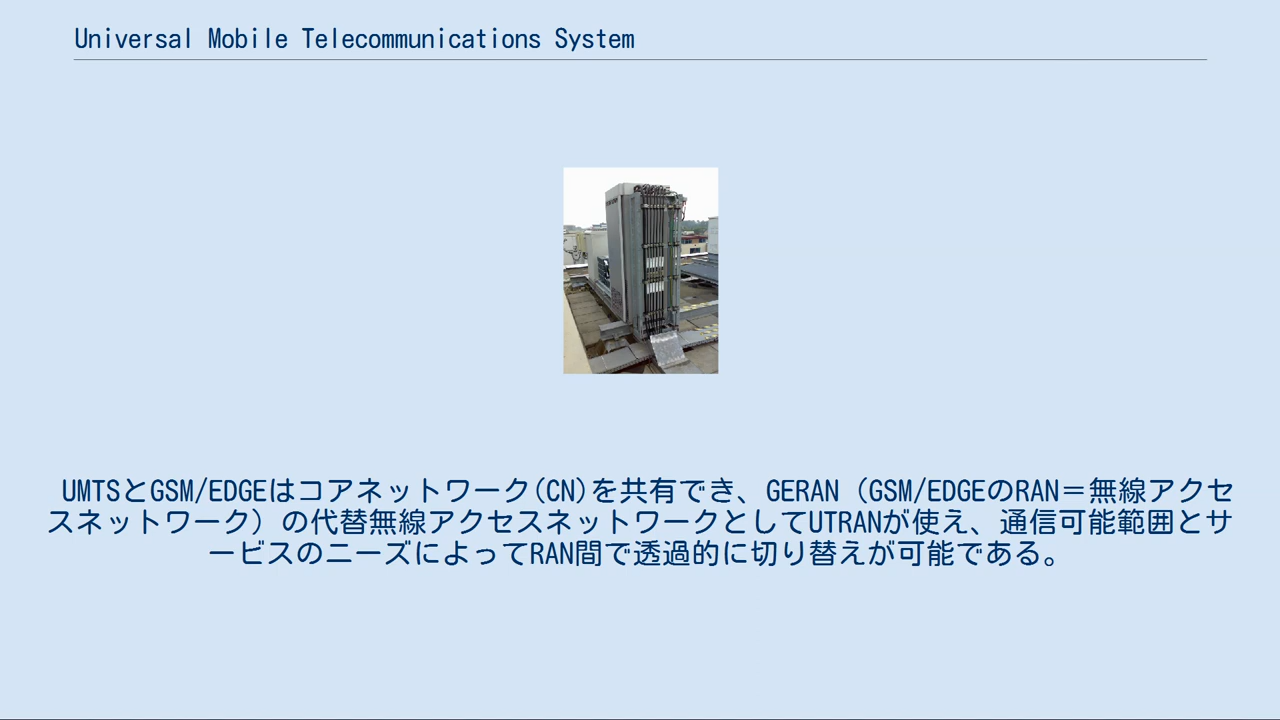 Universal Mobile Telecommunications System
UMTSとGSM/EDGEはコアネットワーク(CN)を共有でき、GERAN（GSM/EDGEのRAN＝無線アクセ
スネットワーク）の代替無線アクセスネットワークとしてUTRANが使え、通信可能範囲とサ
ービスのニーズによってRAN間で透過的に切り替えが可能である。